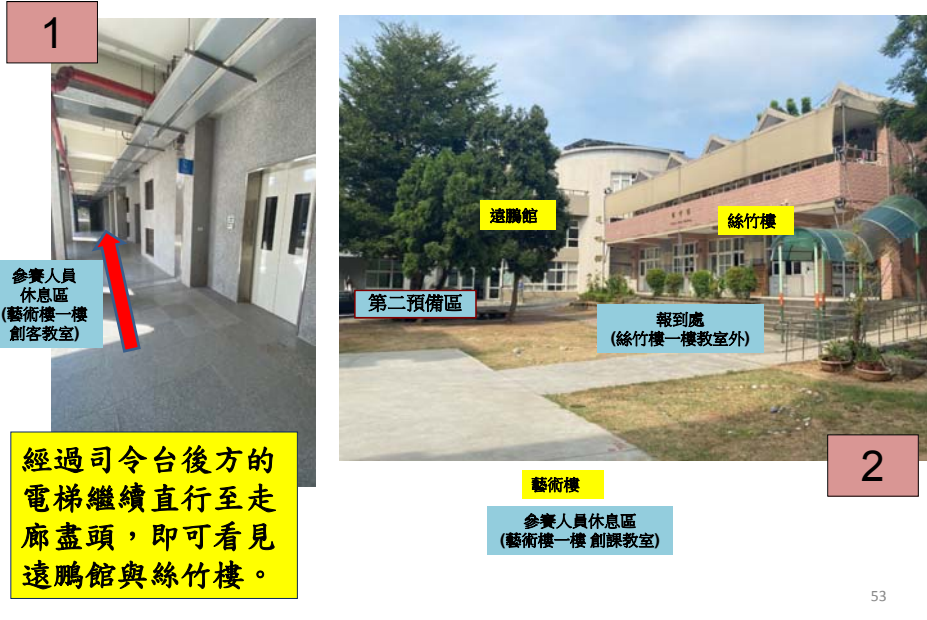 1
參賽人員
休息區
(藝術樓一樓
創客教室)
經過司令台後方的
電梯繼續直行至走
廊盡頭，即可看見
遠鵬館與絲竹樓。
遠鵬館
絲竹樓
第二預備區
報到處
(絲竹樓一樓教室外)
2
藝術樓
參賽人員休息區
(藝術樓一樓 創課教室)
53